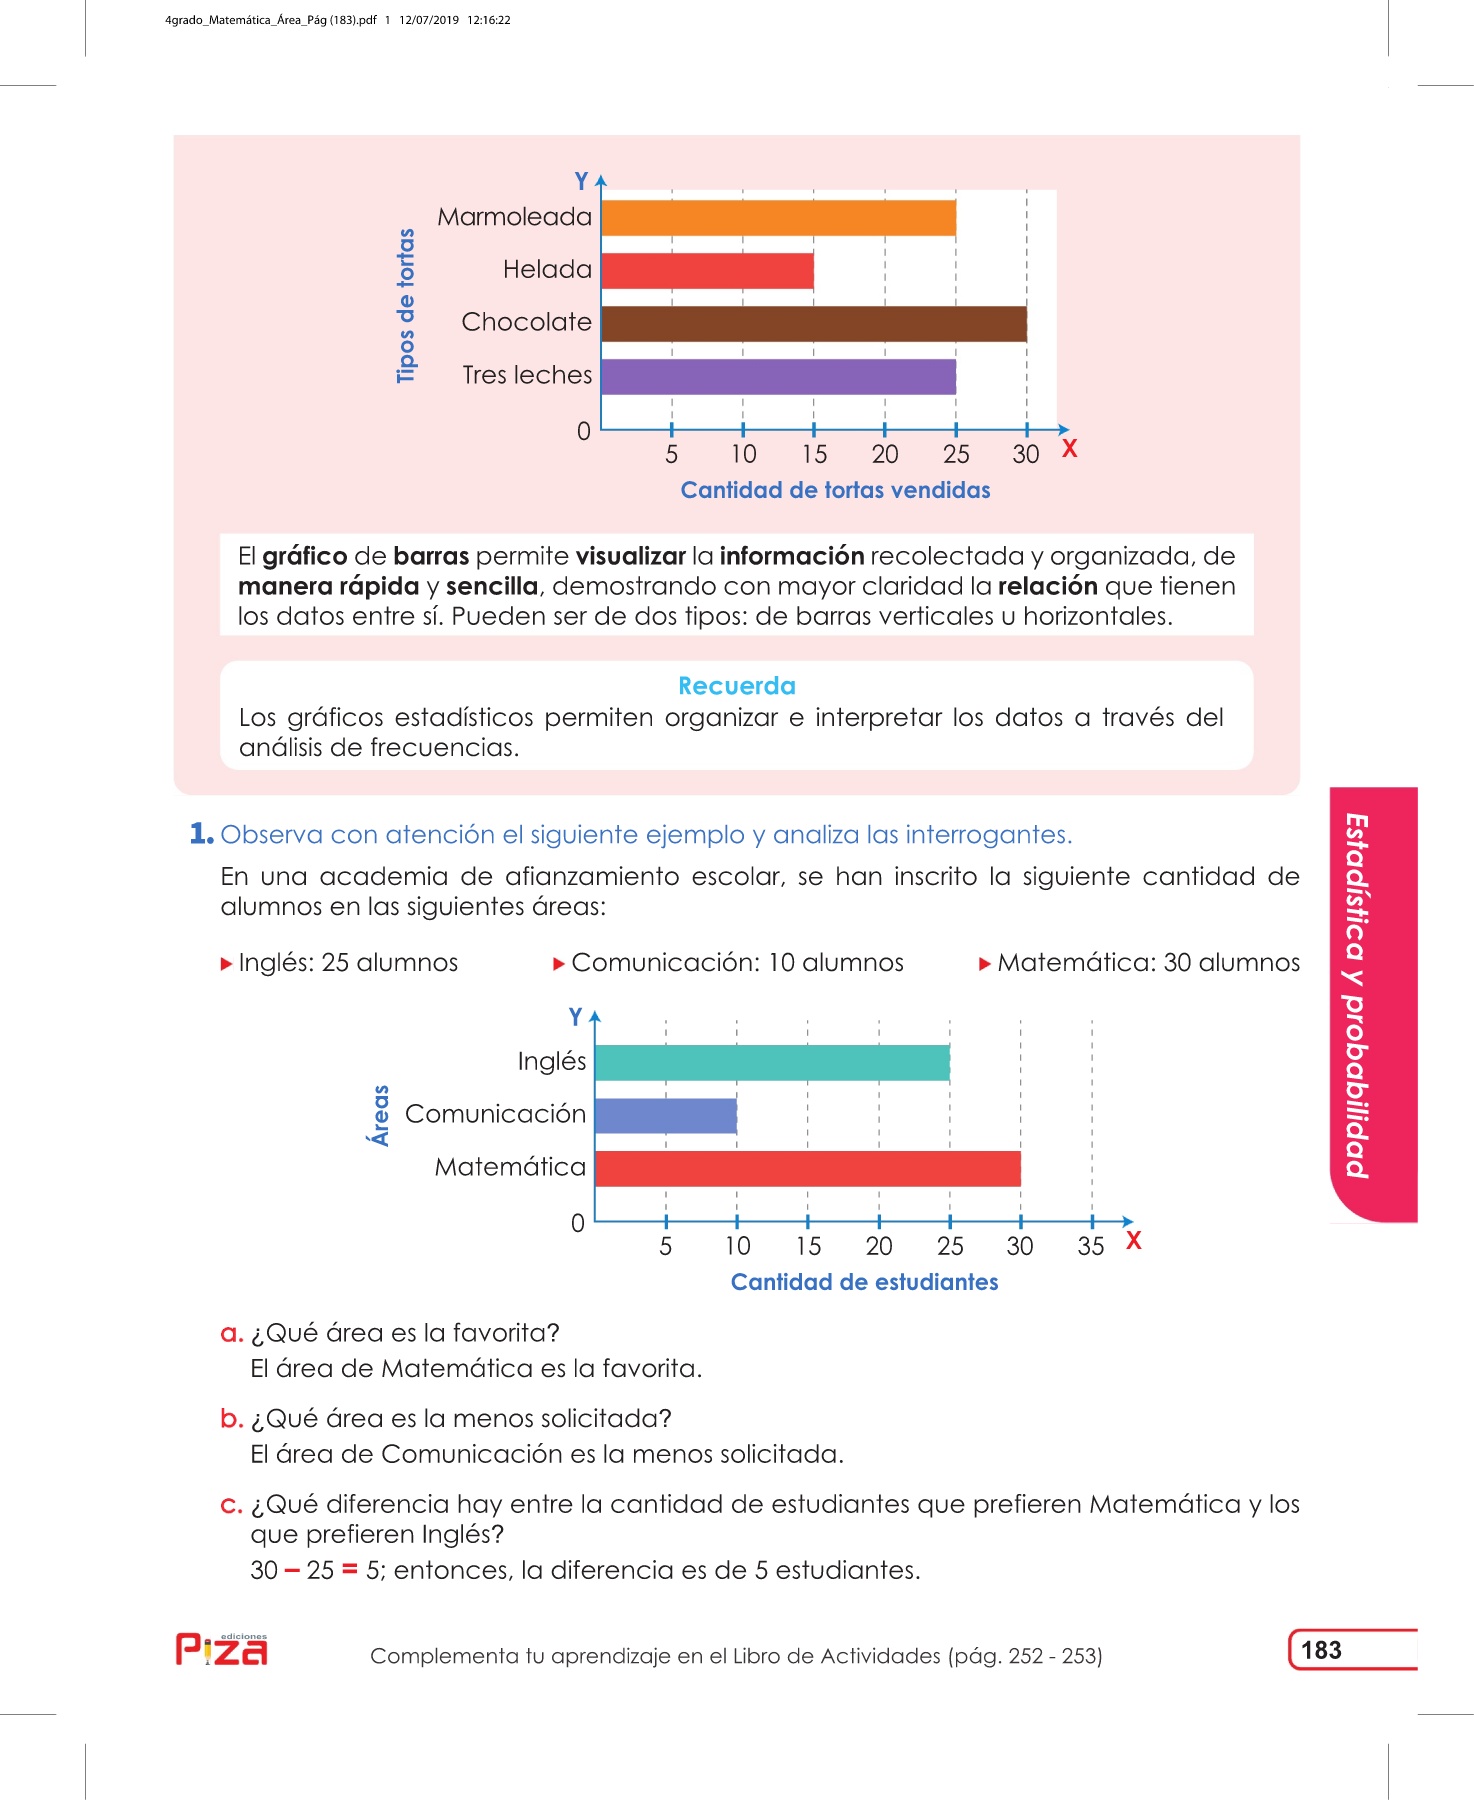 4grado_Matemática_Área_Pág (183).pdf 1 12/07/2019 12:16:22
Y
Tipos de tortas
Marmoleada
Helada
Chocolate
Tres leches
0
5 10 15 20 25 30 X
Cantidad de tortas vendidas
El gráfico de barras permite visualizar la información recolectada y organizada, de
manera rápida y sencilla, demostrando con mayor claridad la relación que tienen
los datos entre sí. Pueden ser de dos tipos: de barras verticales u horizontales.
Recuerda
Los gráficos estadísticos permiten organizar e interpretar los datos a través del
análisis de frecuencias.
1. Observa con atención el siguiente ejemplo y analiza las interrogantes.
En una academia de afianzamiento escolar, se han inscrito la siguiente cantidad de
alumnos en las siguientes áreas:
Inglés: 25 alumnos Comunicación: 10 alumnos Matemática: 30 alumnos
Y
Áreas
Inglés
Comunicación
Matemática
0
5 10 15 20 25 30 35 X
Cantidad de estudiantes
a. ¿Qué área es la favorita?
El área de Matemática es la favorita.
b. ¿Qué área es la menos solicitada?
El área de Comunicación es la menos solicitada.
c. ¿Qué diferencia hay entre la cantidad de estudiantes que prefieren Matemática y los
que prefieren Inglés?
30 – 25 = 5; entonces, la diferencia es de 5 estudiantes.
Estadística y probabilidad
ediciones
Piza
Complementa tu aprendizaje en el Libro de Actividades (pág. 252 - 253)
183